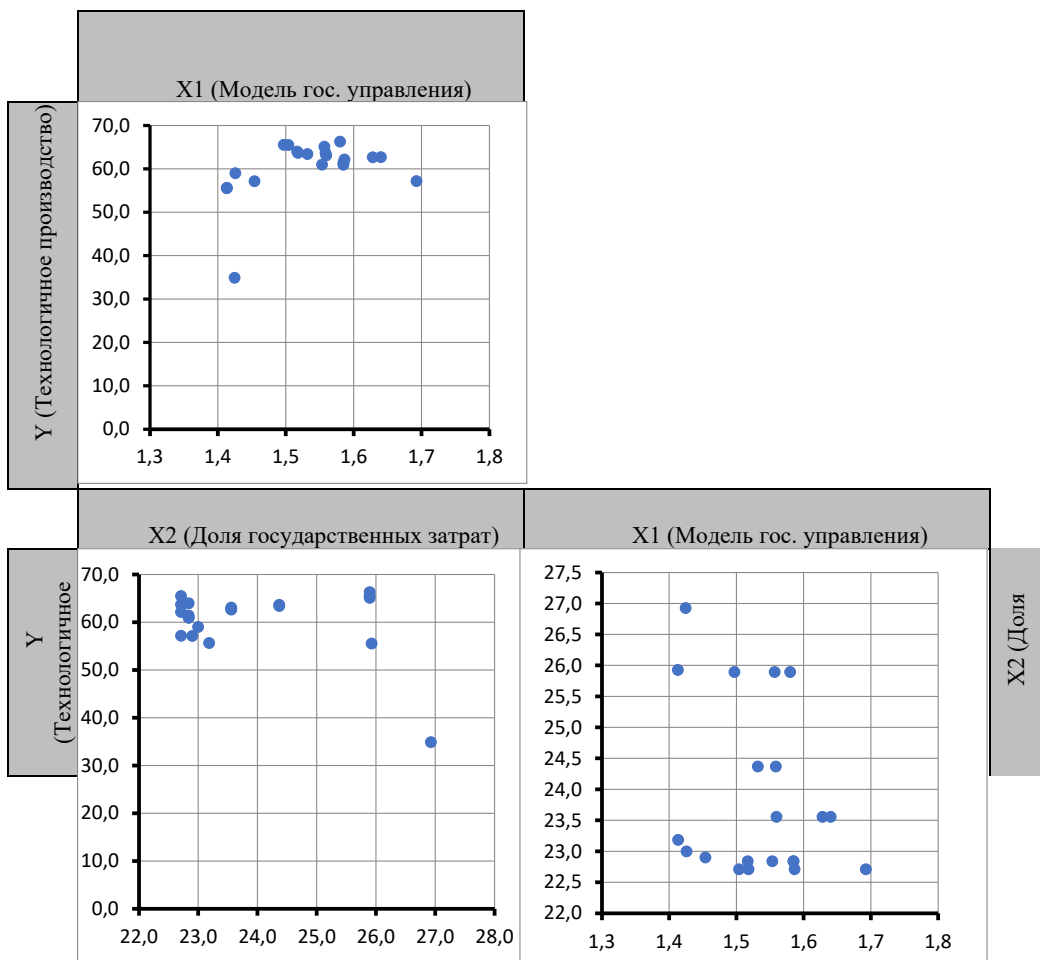 X1 (Модель гос. управления)
Y (Технологичное производство)
70,0
60,0
50,0
40,0
30,0
20,0
10,0
0,0
1,3 1,4 1,5 1,6 1,7 1,8
X2 (Доля государственных затрат)
X1 (Модель гос. управления)
Y
(Технологичное
70,0
60,0
50,0
40,0
30,0
20,0
10,0
0,0
22,0 23,0 24,0 25,0 26,0 27,0 28,0
27,5
27,0
26,5
26,0
25,5
25,0
24,5
24,0
23,5
23,0
22,5
22,0
1,3 1,4 1,5 1,6 1,7 1,8
X2 (Доля